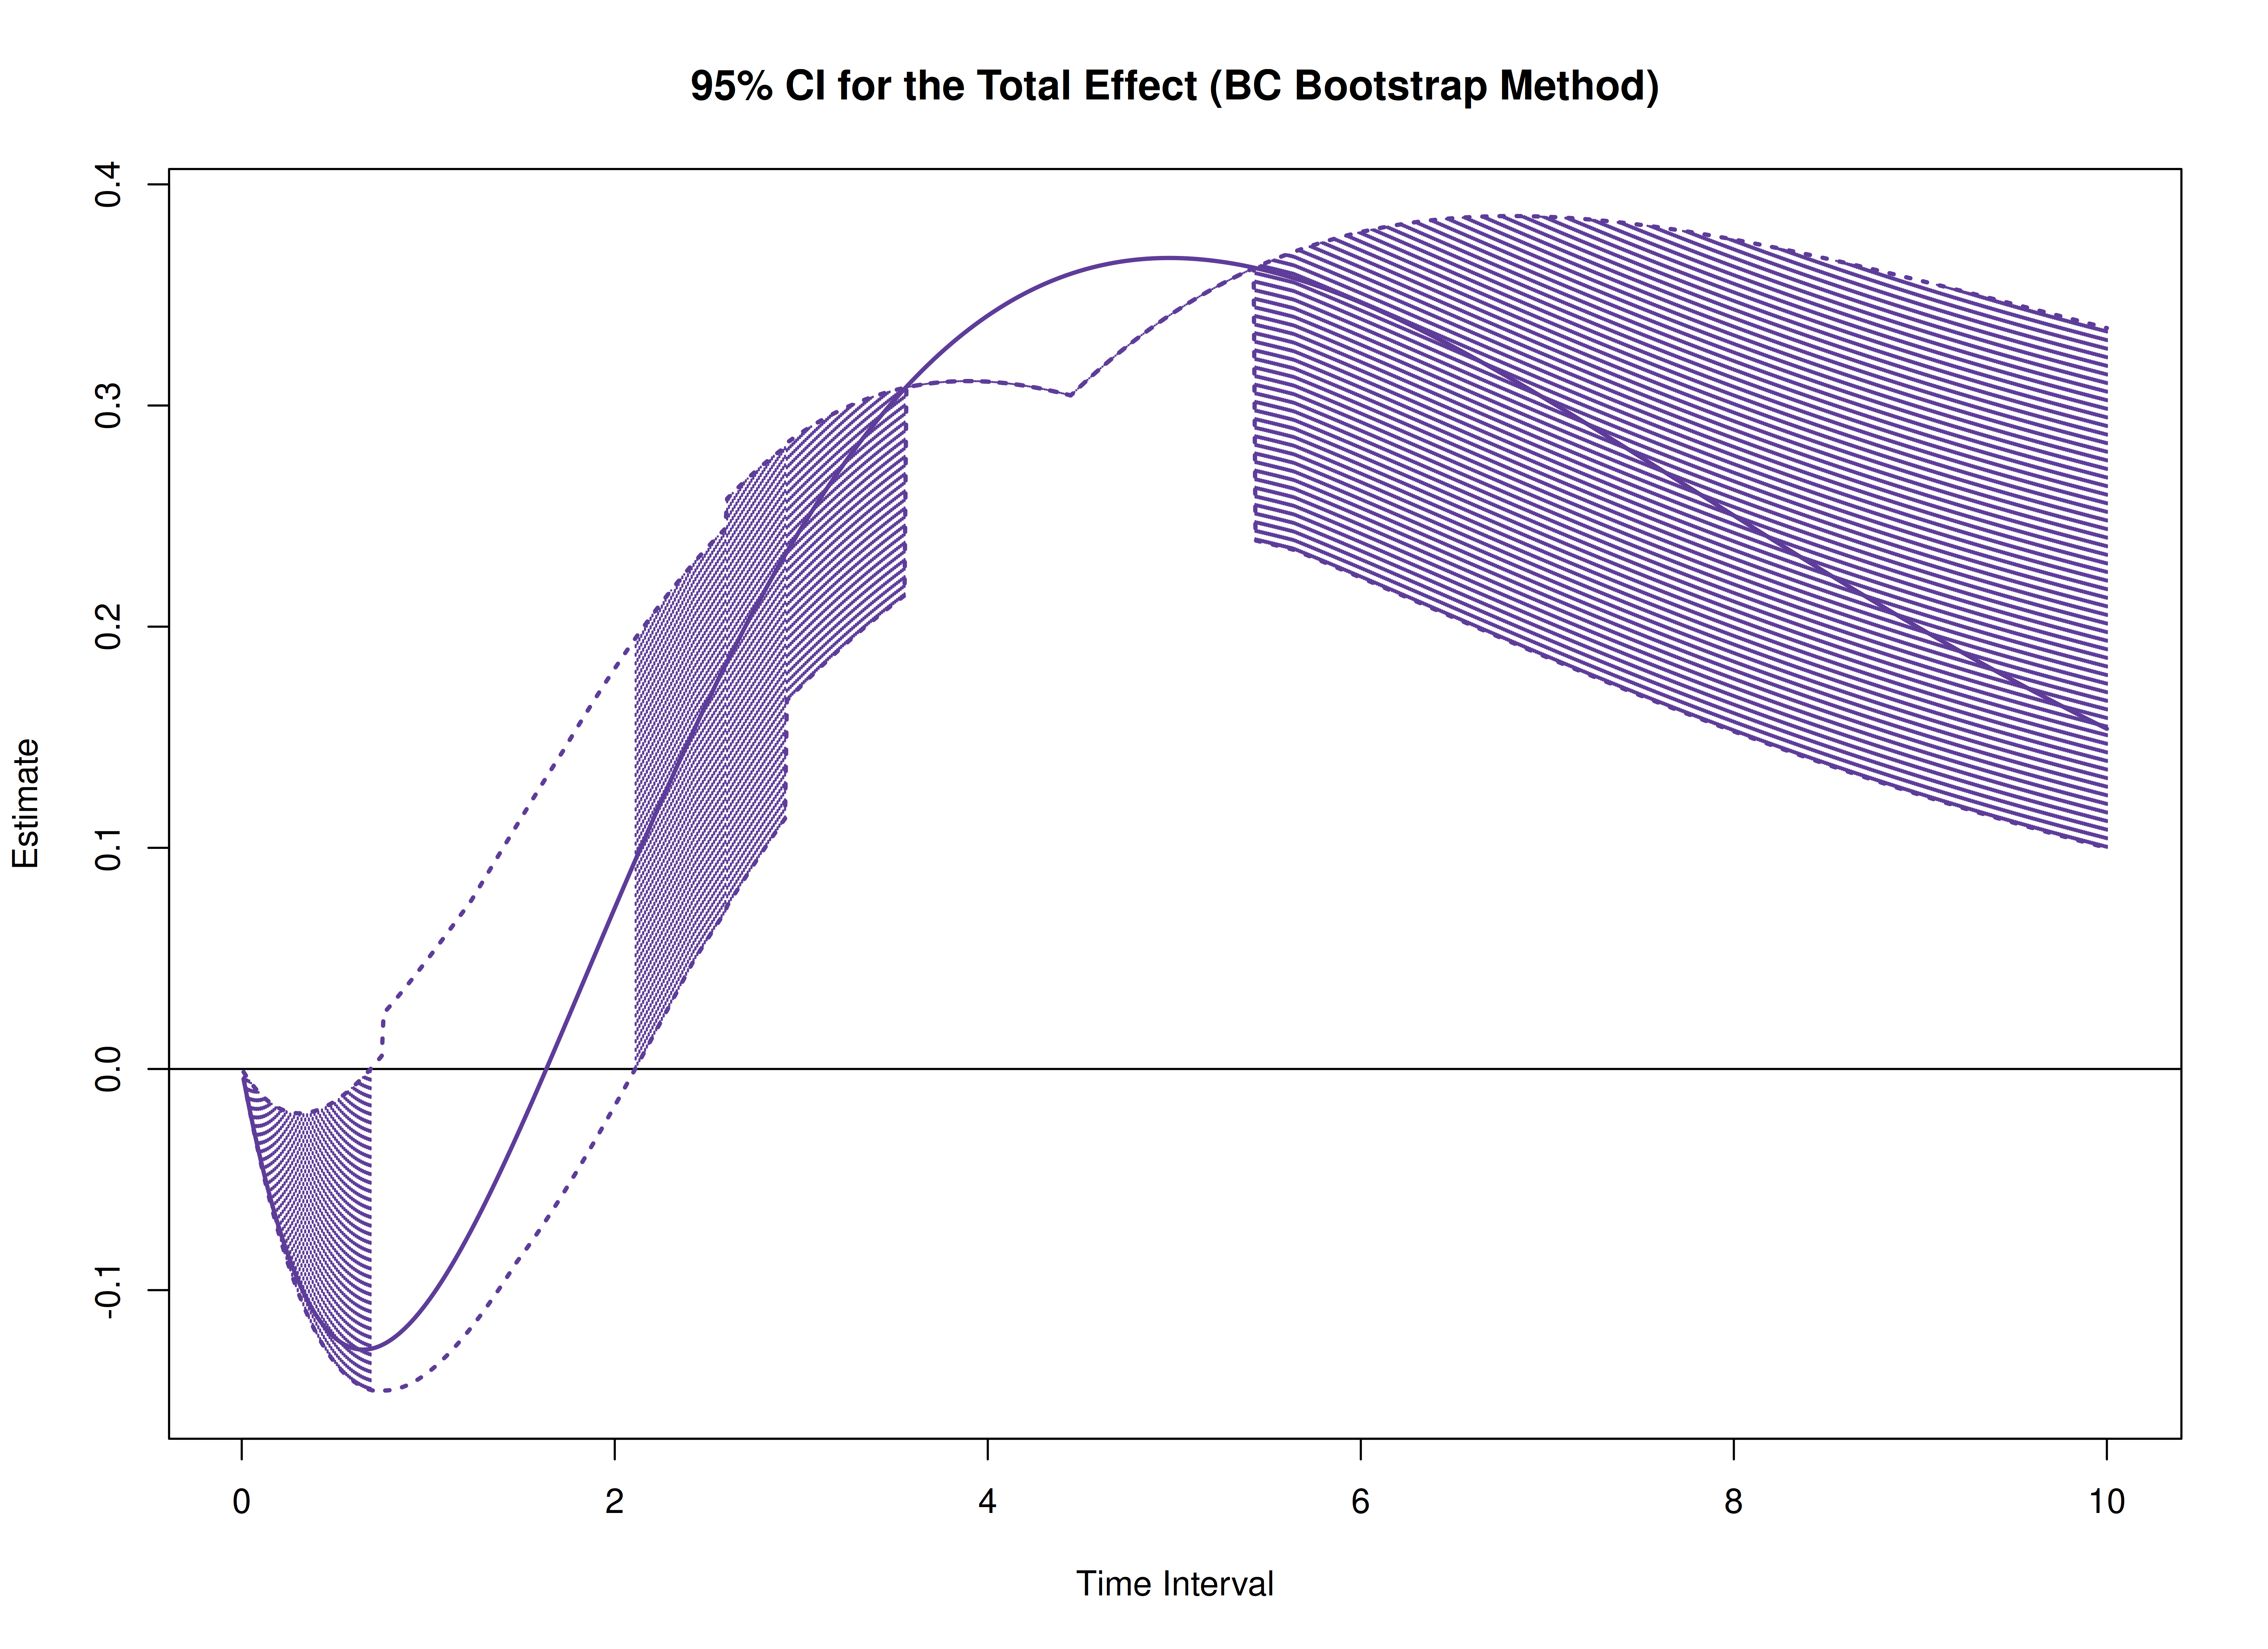 95% CI for the Total Effect (BC Bootstrap Method)
0.4
0.3
0.2
0.1
0.0
-0.1
Estimate
0 2 4 6 8 10
Time Interval